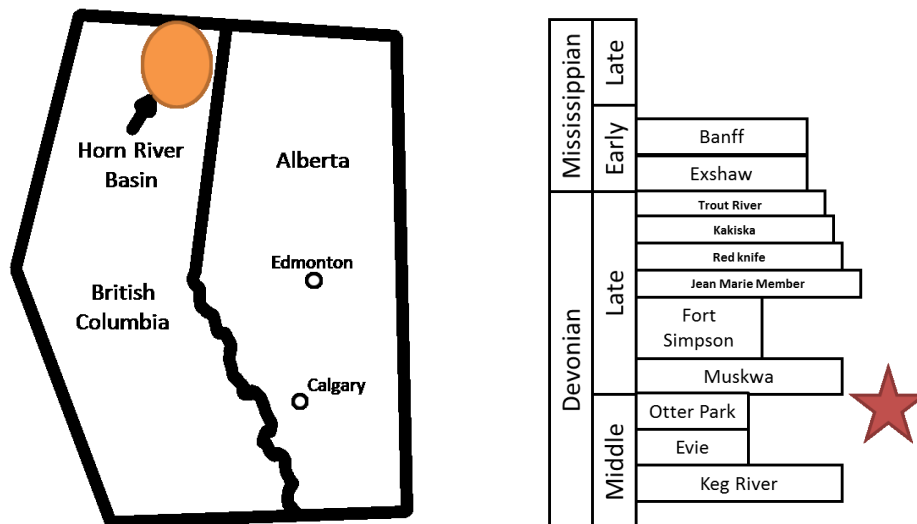 Horn River
Basin
Alberta
Edmonton
British
Columbia
Calgary
Mississippian
Late
Early
Banff
Exshaw
Devonian
Late
Trout River
Kakiska
Red knife
Jean Marie Member
Fort
Simpson
Muskwa
Middle
Otter Park
Evie
Keg River